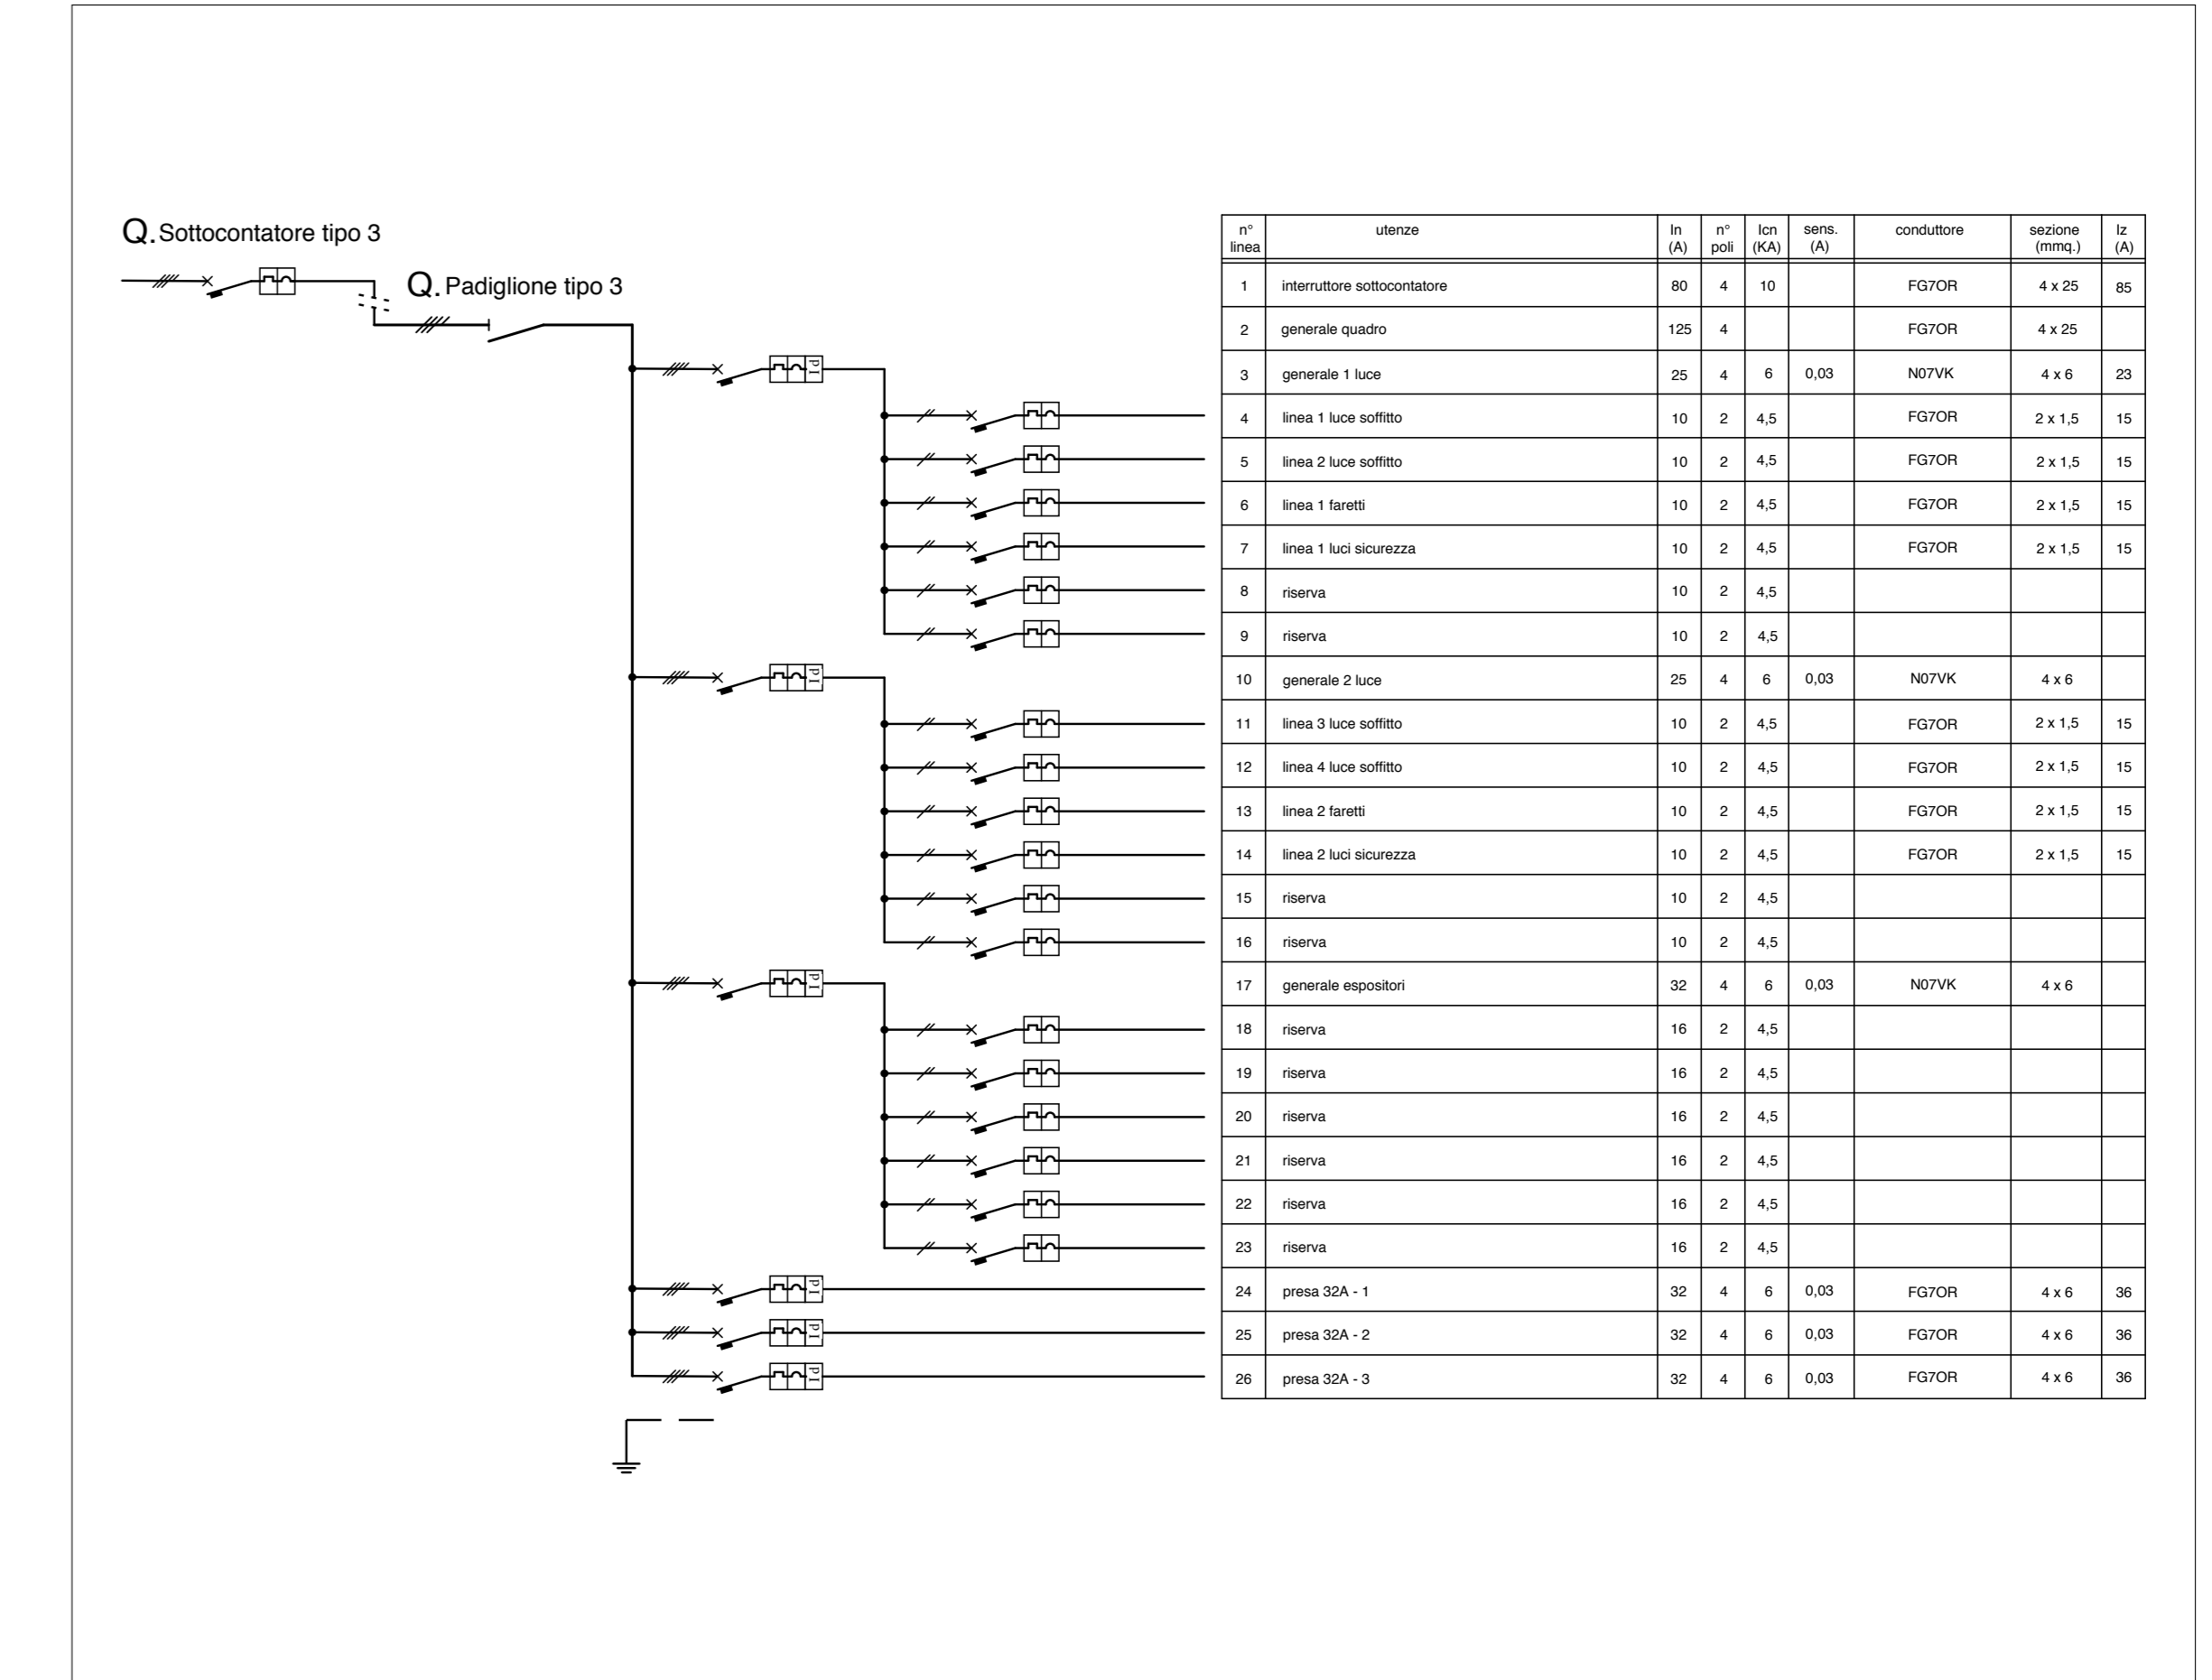 Q. Sottocontatore tipo 3
Q. Padiglione tipo 3
n° linea utenze In (A) n° poli Icn (KA) sens. (A) conduttore sezione (mmq.) Iz (A)
1 interruttore sottocontatore 80 4 10 FG7OR 4 x 25 85
2 generale quadro 125 4 FG7OR 4 x 25
3 generale 1 luce 25 4 6 0,03 N07VK 4 x 6 23
4 linea 1 luce soffitto 10 2 4,5 FG7OR 2 x 1,5 15
5 linea 2 luce soffitto 10 2 4,5 FG7OR 2 x 1,5 15
6 linea 1 faretti 10 2 4,5 FG7OR 2 x 1,5 15
7 linea 1 luci sicurezza 10 2 4,5 FG7OR 2 x 1,5 15
8 riserva 10 2 4,5
9 riserva 10 2 4,5
10 generale 2 luce 25 4 6 0,03 N07VK 4 x 6
11 linea 3 luce soffitto 10 2 4,5 FG7OR 2 x 1,5 15
12 linea 4 luce soffitto 10 2 4,5 FG7OR 2 x 1,5 15
13 linea 2 faretti 10 2 4,5 FG7OR 2 x 1,5 15
14 linea 2 luci sicurezza 10 2 4,5 FG7OR 2 x 1,5 15
15 riserva 10 2 4,5
16 riserva 10 2 4,5
17 generale espositori 32 4 6 0,03 N07VK 4 x 6
18 riserva 16 2 4,5
19 riserva 16 2 4,5
20 riserva 16 2 4,5
21 riserva 16 2 4,5
22 riserva 16 2 4,5
23 riserva 16 2 4,5
24 presa 32A - 1 32 4 6 0,03 FG7OR 4 x 6 36
25 presa 32A - 2 32 4 6 0,03 FG7OR 4 x 6 36
26 presa 32A - 3 32 4 6 0,03 FG7OR 4 x 6 36
Id
Id
Id
Id
Id
Id